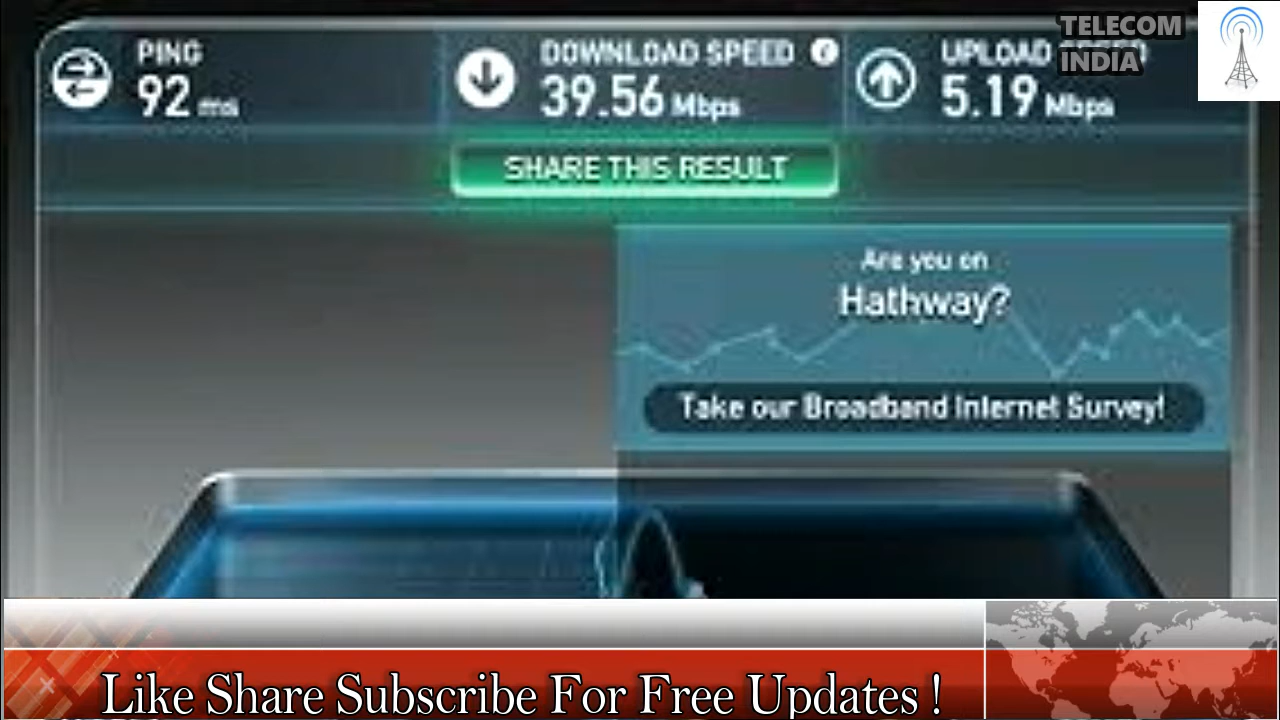 PING
92 ms
DOWNLOAD SPEED
39.56 Mbps
UPLOAD
5.19 Mbps
TELECOM
INDIA
SHARE THIS RESULT
Are you on
Hathway?
Take our Broadband Internet Survey!
Like Share Subscribe For Free Updates !